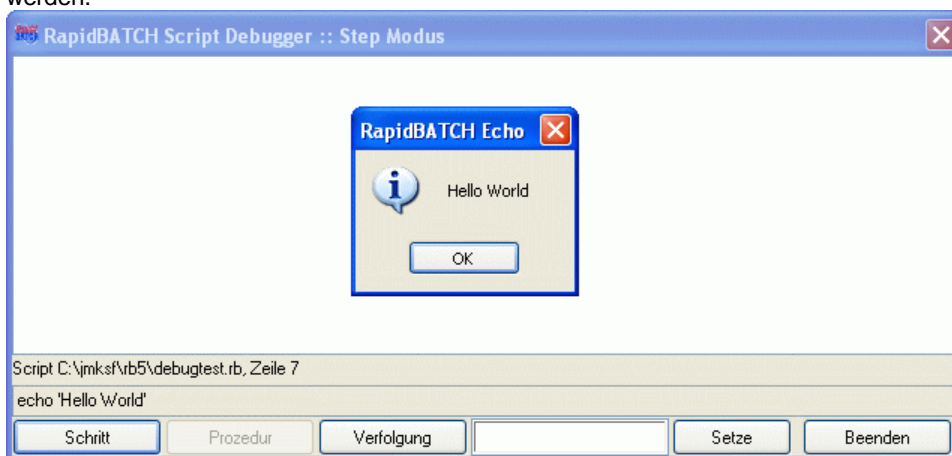 werden.
RapidBATCH Script Debugger :: Step Modus
RapidBATCH Echo
Hello World
OK
Script C:\jmksf\rb5\debugtest.rb, Zeile 7
echo 'Hello World'
Schritt Prozedur Verfolgung Setze Beenden